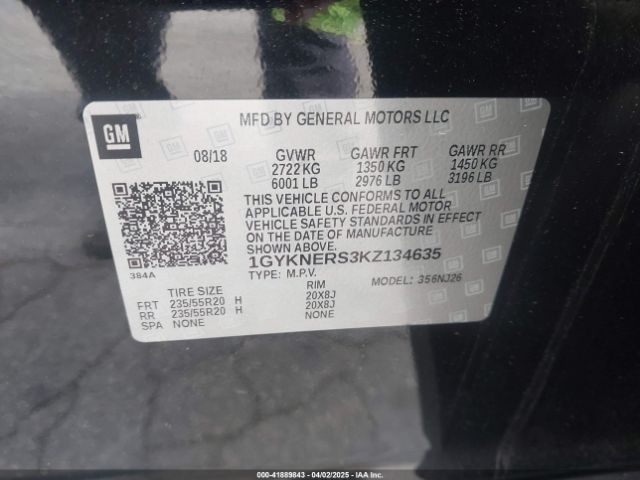 GM
MFD BY GENERAL MOTORS LLC
08/18 GVWR GAWR FRT GAWR RR
2722 KG 1350 KG 1450 KG
6001 LB 2976 LB 3196 LB
THIS VEHICLE CONFORMS TO ALL
APPLICABLE U.S. FEDERAL MOTOR
VEHICLE SAFETY STANDARDS IN EFFECT
ON THE DATE OF MANUFACTURE
SHOWN ABOVE.
1GYKNERS3KZ134635
384A
TYPE: M.P.V. MODEL: 356NJ26
TIRE SIZE RIM
FRT 235/55R20 H 20X8J
RR 235/55R20 H 20X8J
SPA NONE NONE
000-41889843 04/02/2025 IAAI.COM